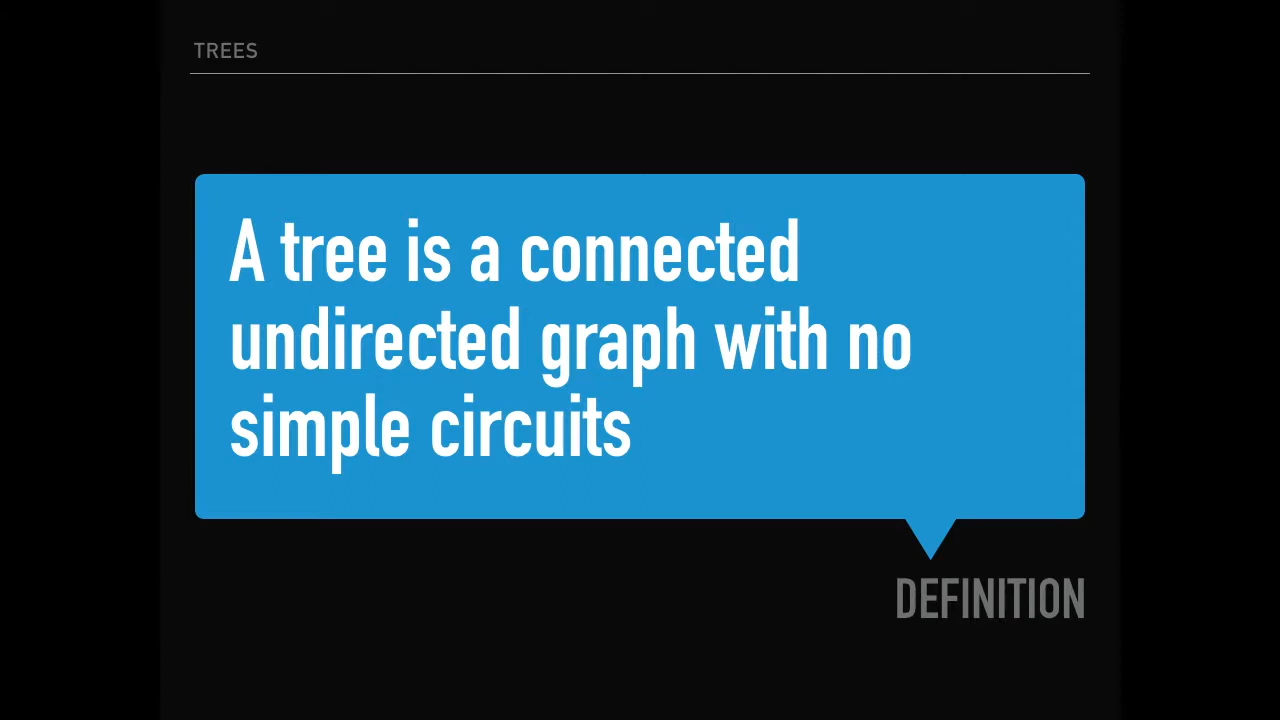 TREES
A tree is a connected
undirected graph with no
simple circuits
DEFINITION